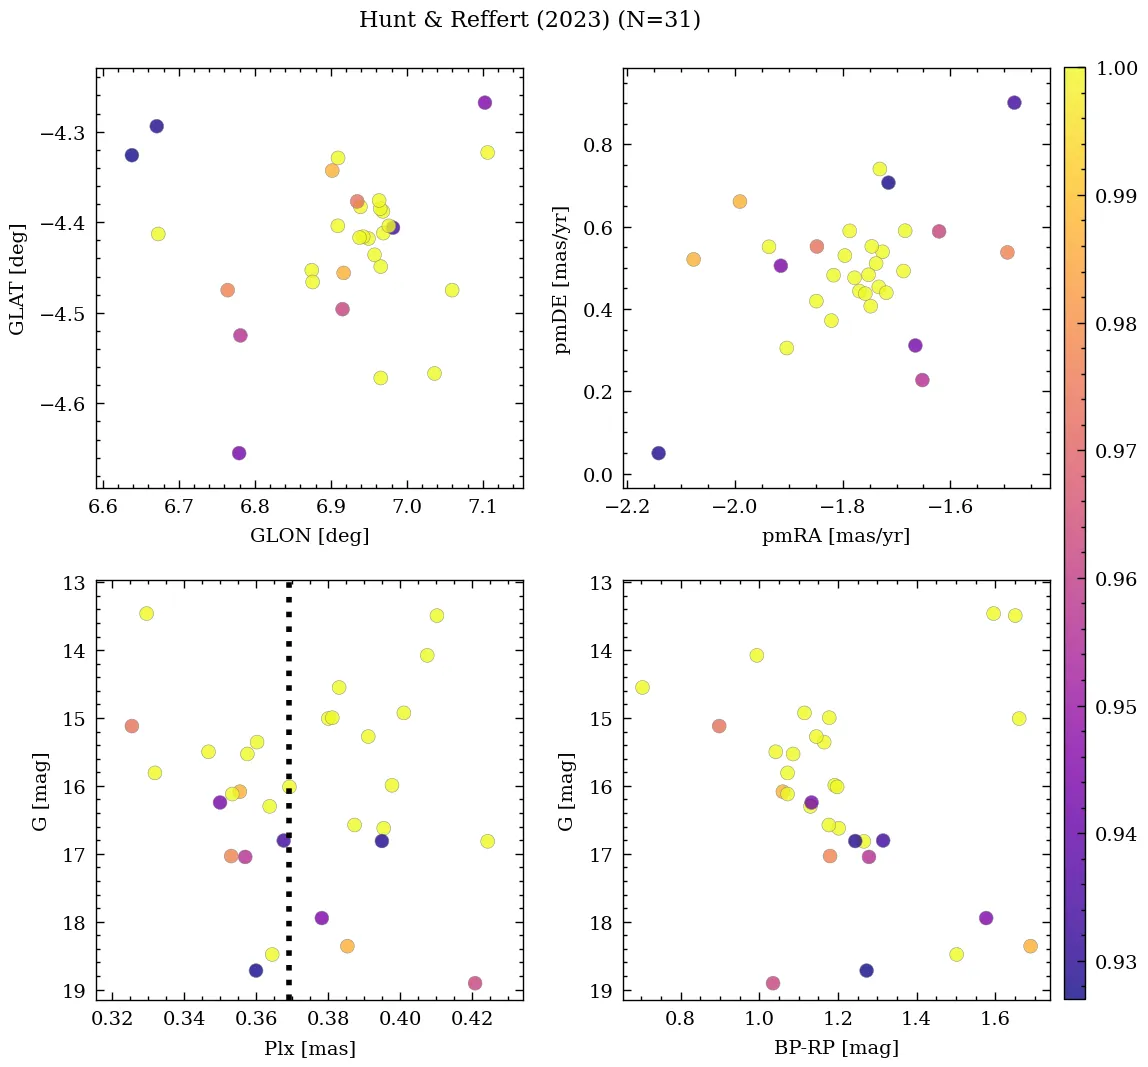 Hunt & Reffert (2023) (N=31)
−4.3
−4.4
−4.5
−4.6
GLAT [deg]
6.6 6.7 6.8 6.9 7.0 7.1
GLON [deg]
0.8
0.6
0.4
0.2
0.0
pmDE [mas/yr]
−2.2 −2.0 −1.8 −1.6
pmRA [mas/yr]
13
14
15
16
17
18
19
G [mag]
0.32 0.34 0.36 0.38 0.40 0.42
Plx [mas]
13
14
15
16
17
18
19
G [mag]
0.8 1.0 1.2 1.4 1.6
BP-RP [mag]
1.00
0.99
0.98
0.97
0.96
0.95
0.94
0.93